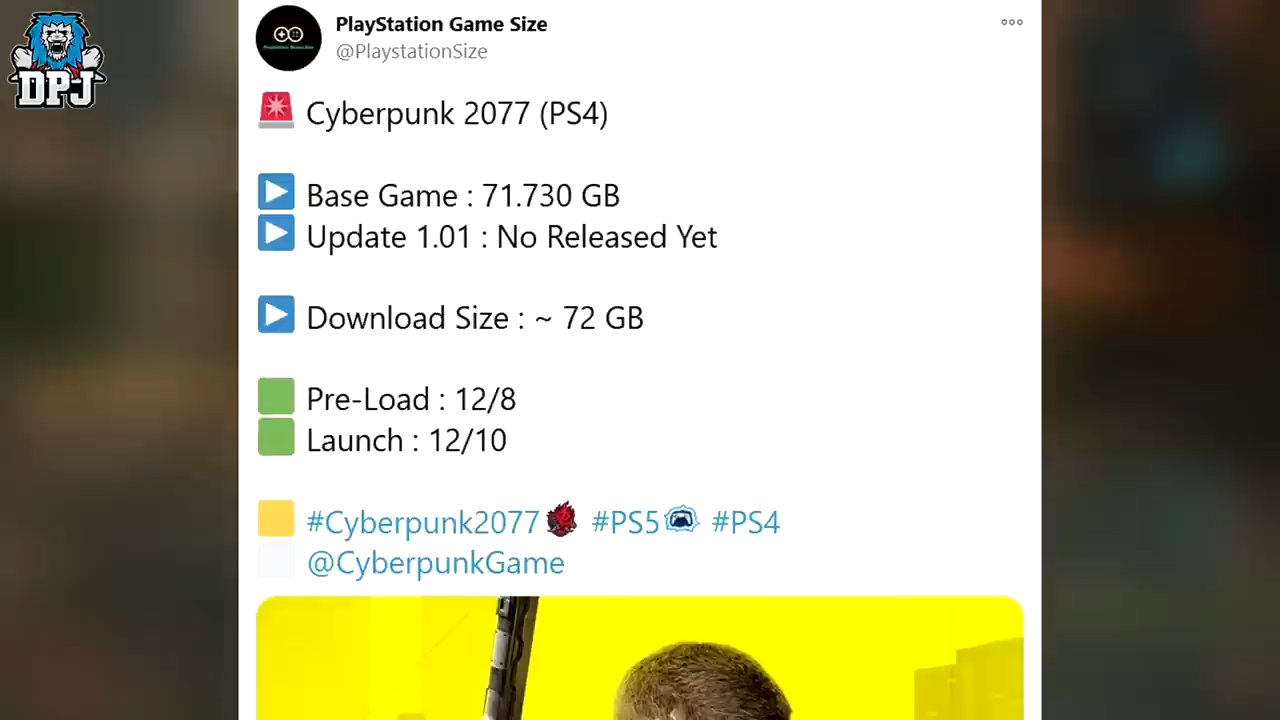 DPJ
PlayStation Game Size
@PlaystationSize
Cyberpunk 2077 (PS4)
Base Game : 71.730 GB
Update 1.01 : No Released Yet
Download Size : ~ 72 GB
Pre-Load : 12/8
Launch : 12/10
#Cyberpunk2077 #PS5 #PS4
@CyberpunkGame